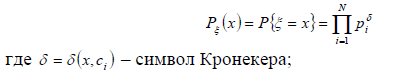 P_ξ(x) = P{ξ = x} = ∏_{i=1}^{N} p_i^δ
где δ = δ(x, c_i) – символ Кронекера;